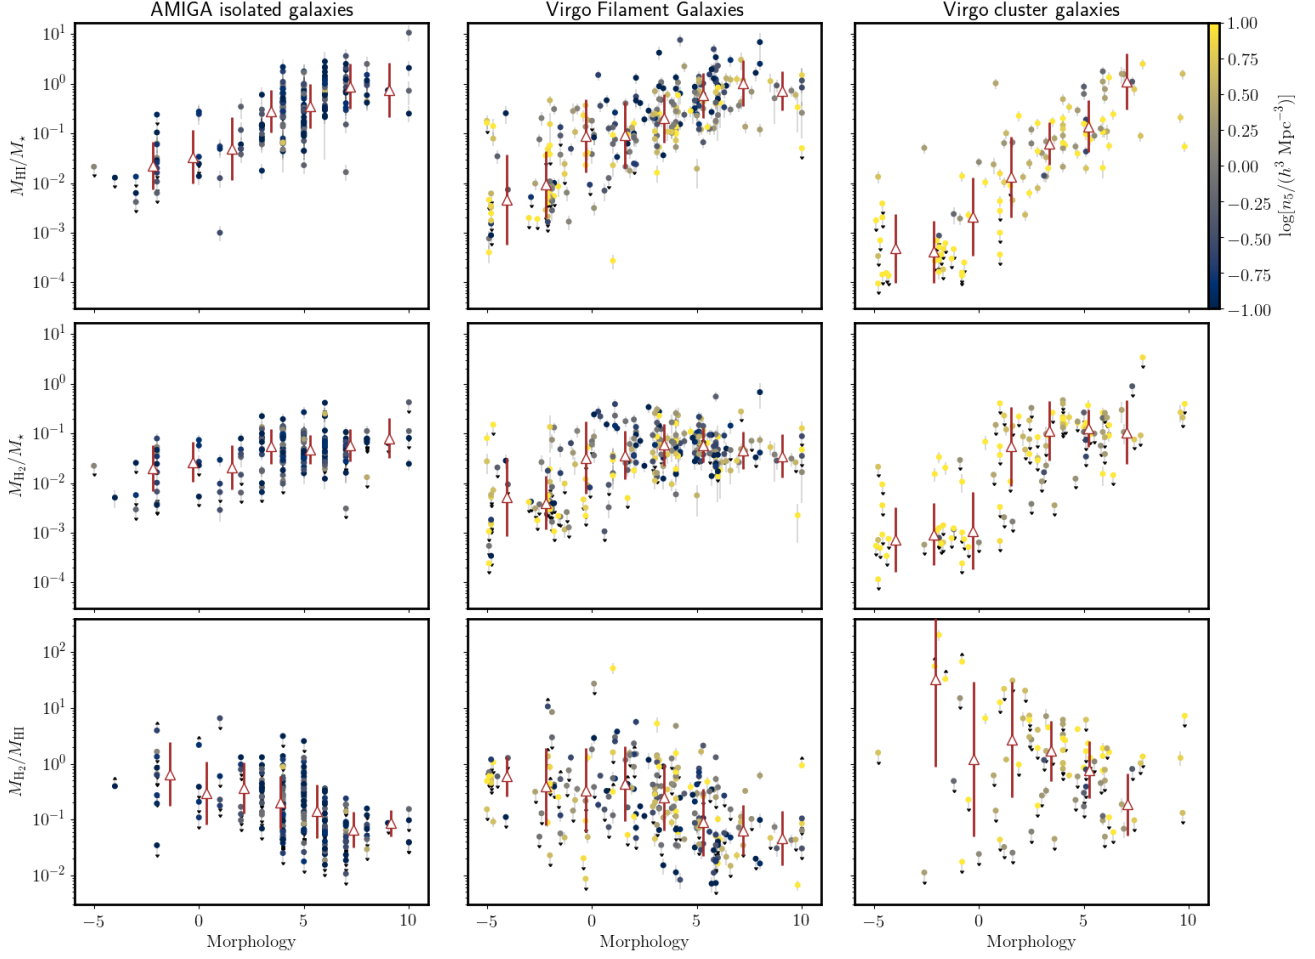 AMIGA isolated galaxies
Virgo Filament Galaxies
Virgo cluster galaxies
M_HI/M_⋆
10^1
10^0
10^−1
10^−2
10^−3
10^−4
1.00
0.75
0.50
0.25
0.00
−0.25
−0.50
−0.75
−1.00
log[n_5/(h^3 Mpc^−3)]
M_H_2/M_⋆
10^1
10^0
10^−1
10^−2
10^−3
10^−4
M_H_2/M_HI
10^2
10^1
10^0
10^−1
10^−2
−5 0 5 10
−5 0 5 10
−5 0 5 10
Morphology
Morphology
Morphology